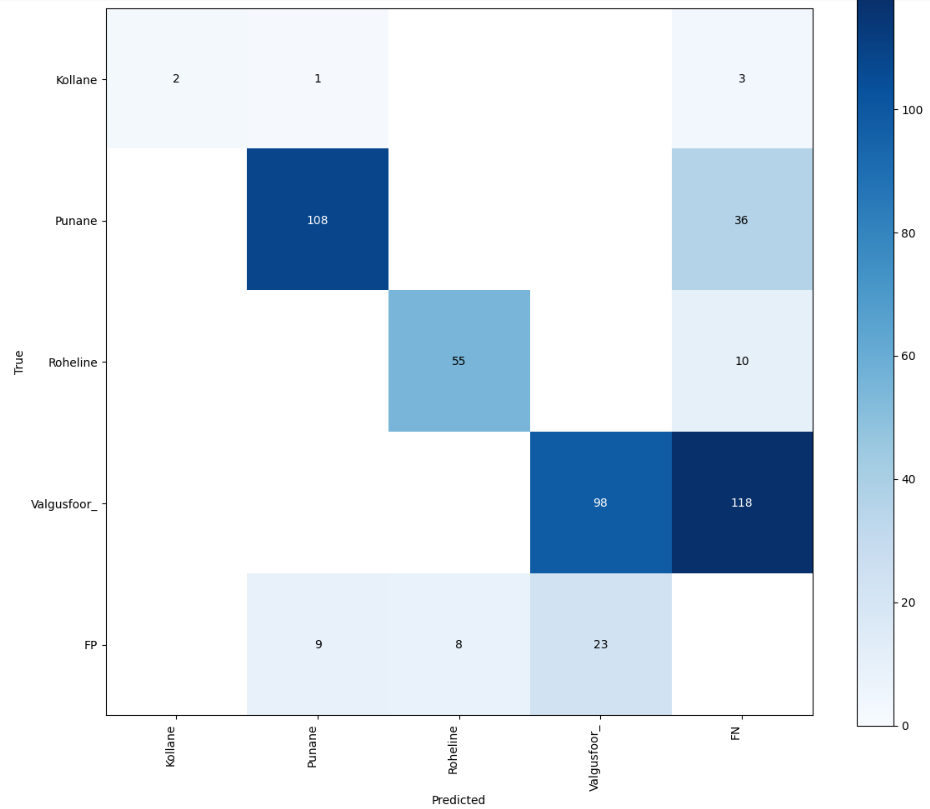 Kollane 2 1 3
Punane 108 36
Roheline 55 10
Valgusfoor_ 98 118
FP 9 8 23
True
Kollane
Punane
Roheline
Valgusfoor_
FN
Predicted
100
80
60
40
20
0